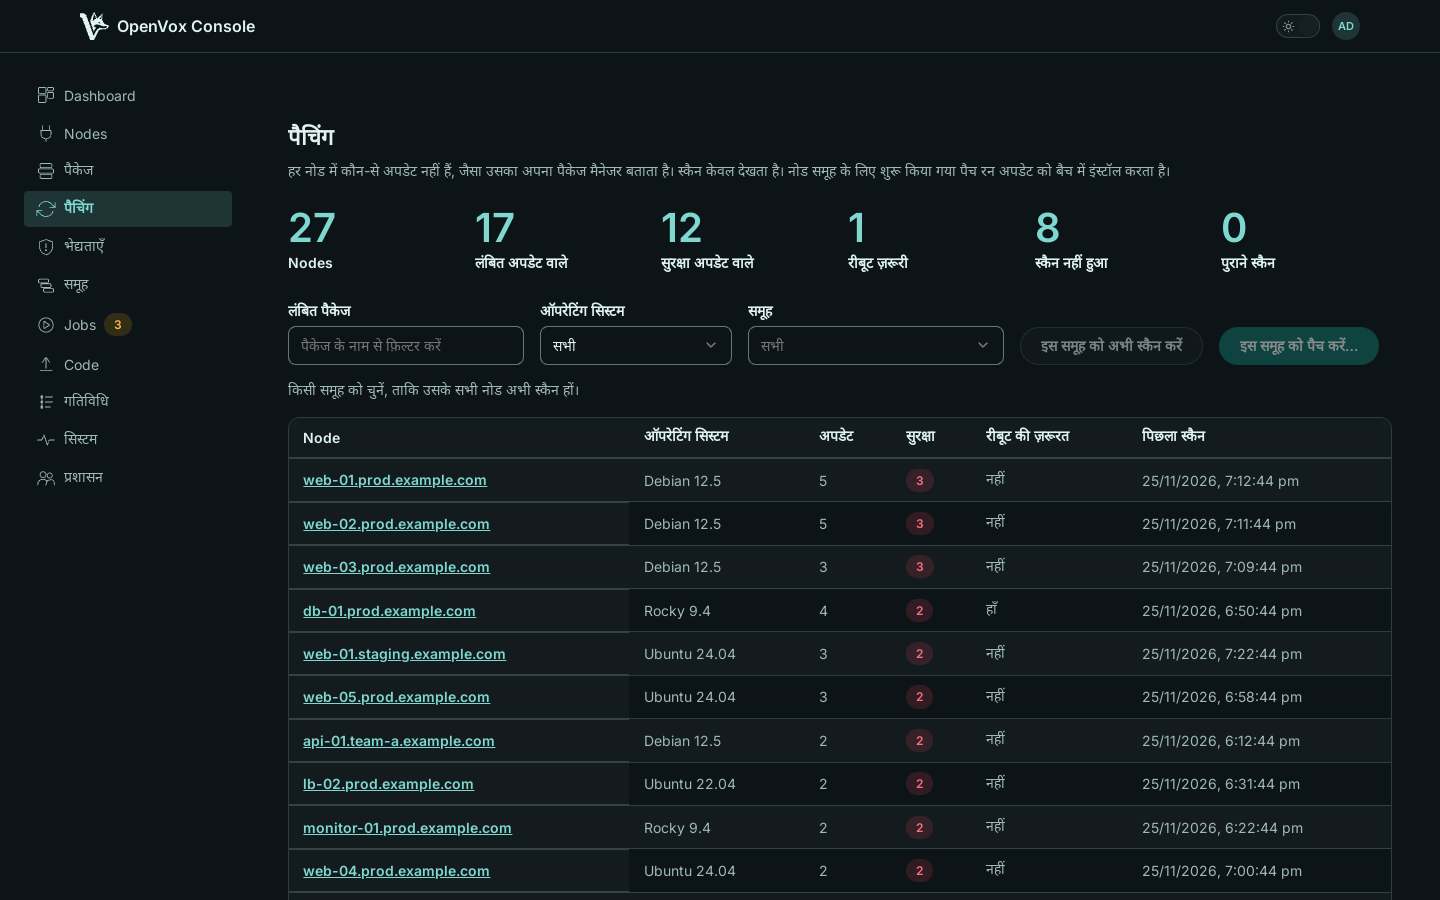 OpenVox Console
AD
Dashboard
Nodes
पैकेज
पैचिंग
भेद्यताएँ
समूह
Jobs 3
Code
गतिविधि
सिस्टम
प्रशासन
पैचिंग
हर नोड में कौन-से अपडेट नहीं हैं, जैसा उसका अपना पैकेज मैनेजर बताता है। स्कैन केवल देखता है। नोड समूह के लिए शुरू किया गया पैच रन अपडेट को बैच में इंस्टॉल करता है।
27 17 12 1 8 0
Nodes लंबित अपडेट वाले सुरक्षा अपडेट वाले रीबूट ज़रूरी स्कैन नहीं हुआ पुराने स्कैन
लंबित पैकेज ऑपरेटिंग सिस्टम समूह
पैकेज के नाम से फ़िल्टर करें सभी सभी इस समूह को अभी स्कैन करें इस समूह को पैच करें...
किसी समूह को चुनें, ताकि उसके सभी नोड अभी स्कैन हों।
Node ऑपरेटिंग सिस्टम अपडेट सुरक्षा रीबूट की ज़रूरत पिछला स्कैन
web-01.prod.example.com Debian 12.5 5 3 नहीं 25/11/2026, 7:12:44 pm
web-02.prod.example.com Debian 12.5 5 3 नहीं 25/11/2026, 7:11:44 pm
web-03.prod.example.com Debian 12.5 3 3 नहीं 25/11/2026, 7:09:44 pm
db-01.prod.example.com Rocky 9.4 4 2 हाँ 25/11/2026, 6:50:44 pm
web-01.staging.example.com Ubuntu 24.04 3 2 नहीं 25/11/2026, 7:22:44 pm
web-05.prod.example.com Ubuntu 24.04 3 2 नहीं 25/11/2026, 6:58:44 pm
api-01.team-a.example.com Debian 12.5 2 2 नहीं 25/11/2026, 6:12:44 pm
lb-02.prod.example.com Ubuntu 22.04 2 2 नहीं 25/11/2026, 6:31:44 pm
monitor-01.prod.example.com Rocky 9.4 2 2 नहीं 25/11/2026, 6:22:44 pm
web-04.prod.example.com Ubuntu 24.04 2 2 नहीं 25/11/2026, 7:00:44 pm